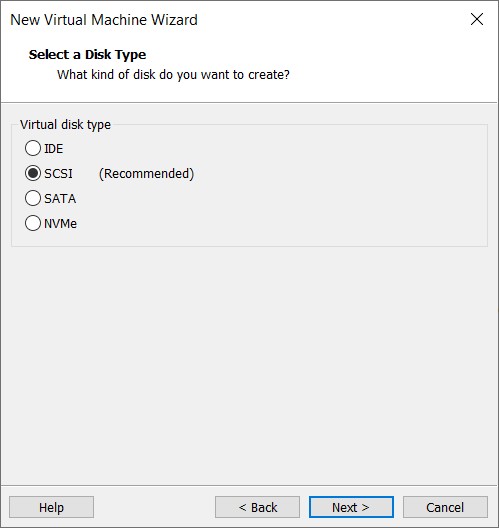 New Virtual Machine Wizard
Select a Disk Type
What kind of disk do you want to create?
Virtual disk type
IDE
SCSI (Recommended)
SATA
NVMe
Help < Back Next > Cancel